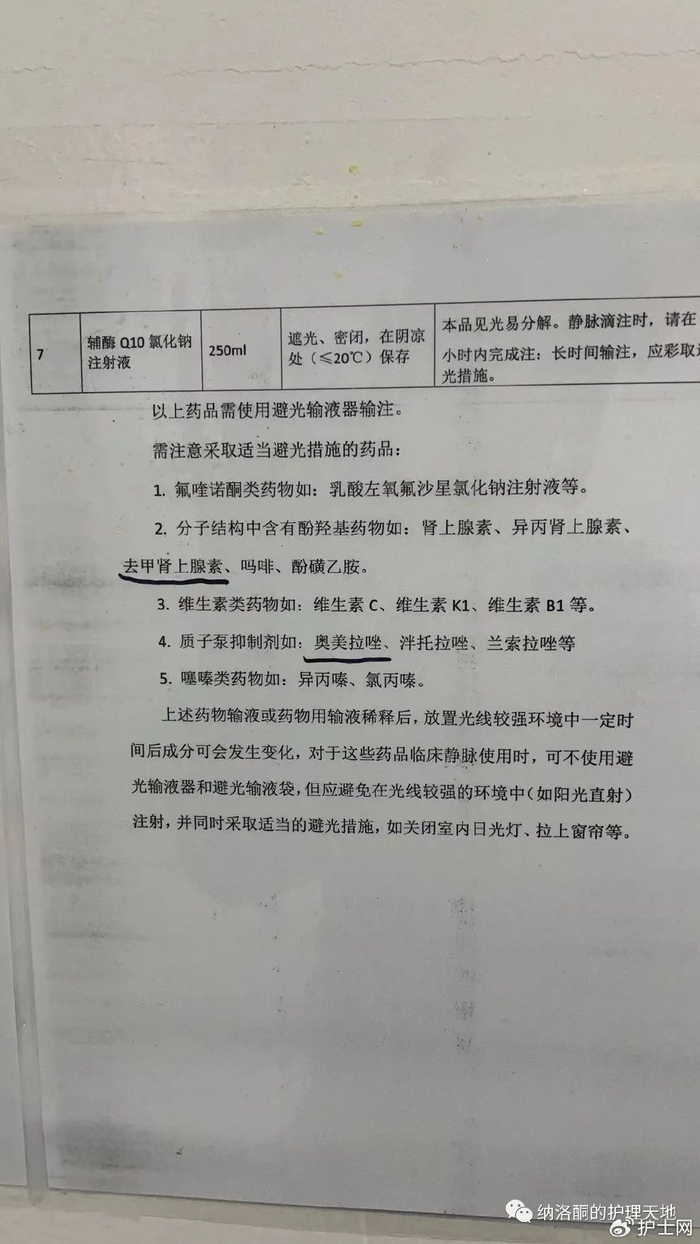 7
辅酶 Q10 氯化钠
注射液
250ml
遮光、密闭，在阴凉
处（≤20℃）保存
本品见光易分解。静脉滴注时，请在
小时内完成注：长时间输注，应彩取
光措施。
以上药品需使用避光输液器输注。
需注意采取适当避光措施的药品：
1. 氟喹诺酮类药物如：乳酸左氧氟沙星氯化钠注射液等。
2. 分子结构中含有酚羟基药物如：肾上腺素、异丙肾上腺素、
去甲肾上腺素、吗啡、酚磺乙胺。
3. 维生素类药物如：维生素 C、维生素 K1、维生素 B1 等。
4. 质子泵抑制剂如：奥美拉唑、泮托拉唑、兰索拉唑等
5. 噻嗪类药物如：异丙嗪、氯丙嗪。
上述药物输液或药物用输液稀释后，放置光线较强环境中一定时
间后成分可会发生变化，对于这些药品临床静脉使用时，可不使用避
光输液器和避光输液袋，但应避免在光线较强的环境中（如阳光直射）
注射，并同时采取适当的避光措施，如关闭室内日光灯、拉上窗帘等。
纳洛酮的护理天地
@护士网